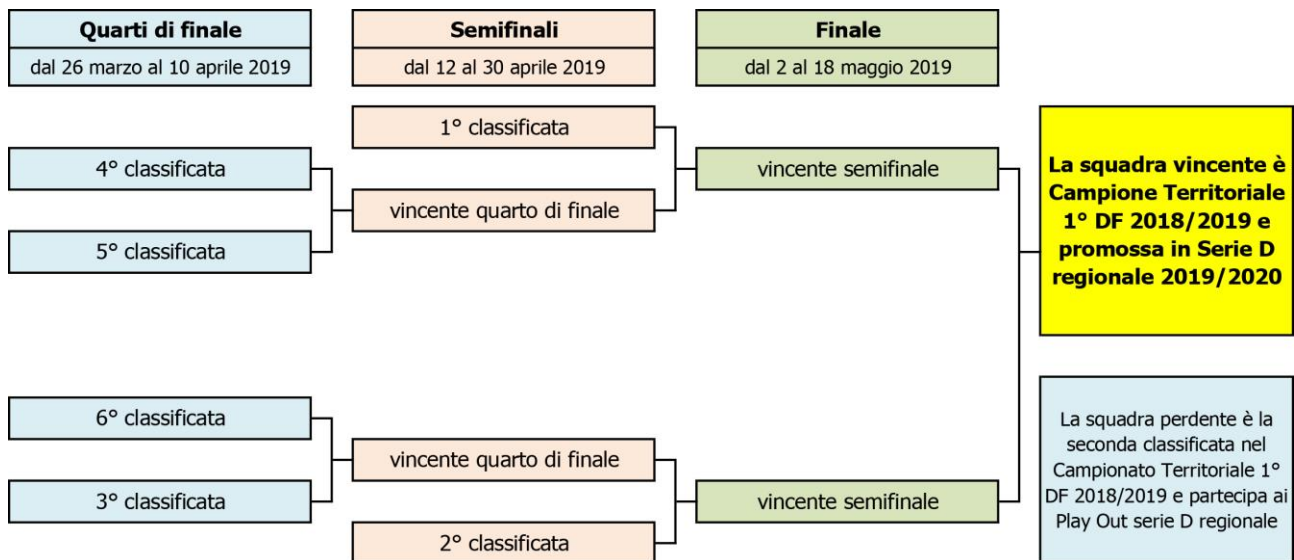 Quarti di finale
dal 26 marzo al 10 aprile 2019
Semifinali
dal 12 al 30 aprile 2019
Finale
dal 2 al 18 maggio 2019
1° classificata
4° classificata
vincente semifinale
vincente quarto di finale
5° classificata
La squadra vincente è
Campione Territoriale
1° DF 2018/2019 e
promossa in Serie D
regionale 2019/2020
6° classificata
vincente quarto di finale
3° classificata
vincente semifinale
2° classificata
La squadra perdente è la
seconda classificata nel
Campionato Territoriale 1°
DF 2018/2019 e partecipa ai
Play Out serie D regionale